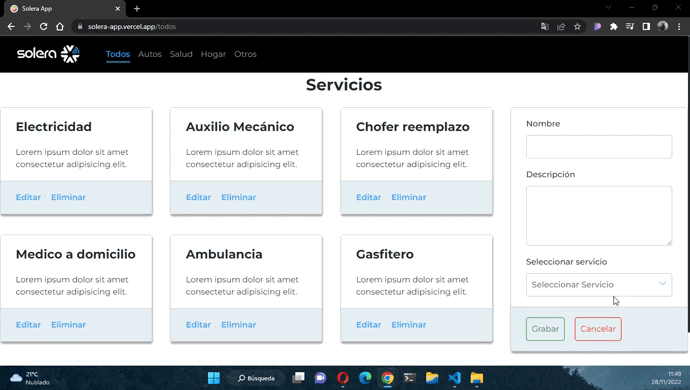 Solera App
solera-app.vercel.app/todos
solera
Todos Autos Salud Hogar Otros
Servicios
Electricidad
Lorem ipsum dolor sit amet
consectetur adipisicing elit.
Editar Eliminar
Auxilio Mecánico
Lorem ipsum dolor sit amet
consectetur adipisicing elit.
Editar Eliminar
Chofer reemplazo
Lorem ipsum dolor sit amet
consectetur adipisicing elit.
Editar Eliminar
Medico a domicilio
Lorem ipsum dolor sit amet
consectetur adipisicing elit.
Editar Eliminar
Ambulancia
Lorem ipsum dolor sit amet
consectetur adipisicing elit.
Editar Eliminar
Gasfitero
Lorem ipsum dolor sit amet
consectetur adipisicing elit.
Editar Eliminar
Nombre
Descripción
Seleccionar servicio
Seleccionar Servicio
Grabar Cancelar
21°C
Nublado
Búsqueda
11:49
28/11/2022